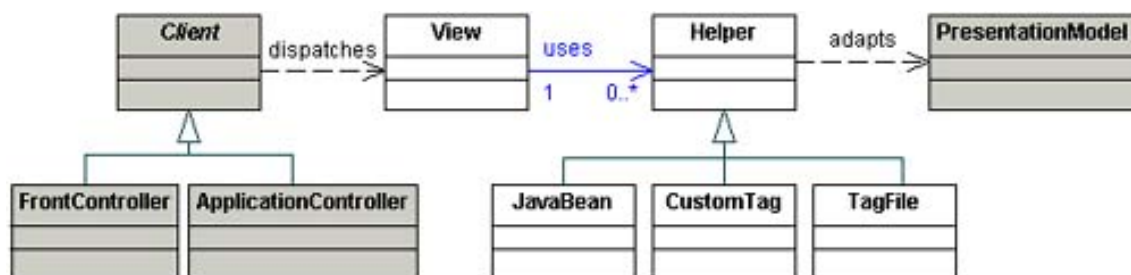 Client
dispatches
View
uses
1
0..*
Helper
adapts
PresentationModel
FrontController
ApplicationController
JavaBean
CustomTag
TagFile